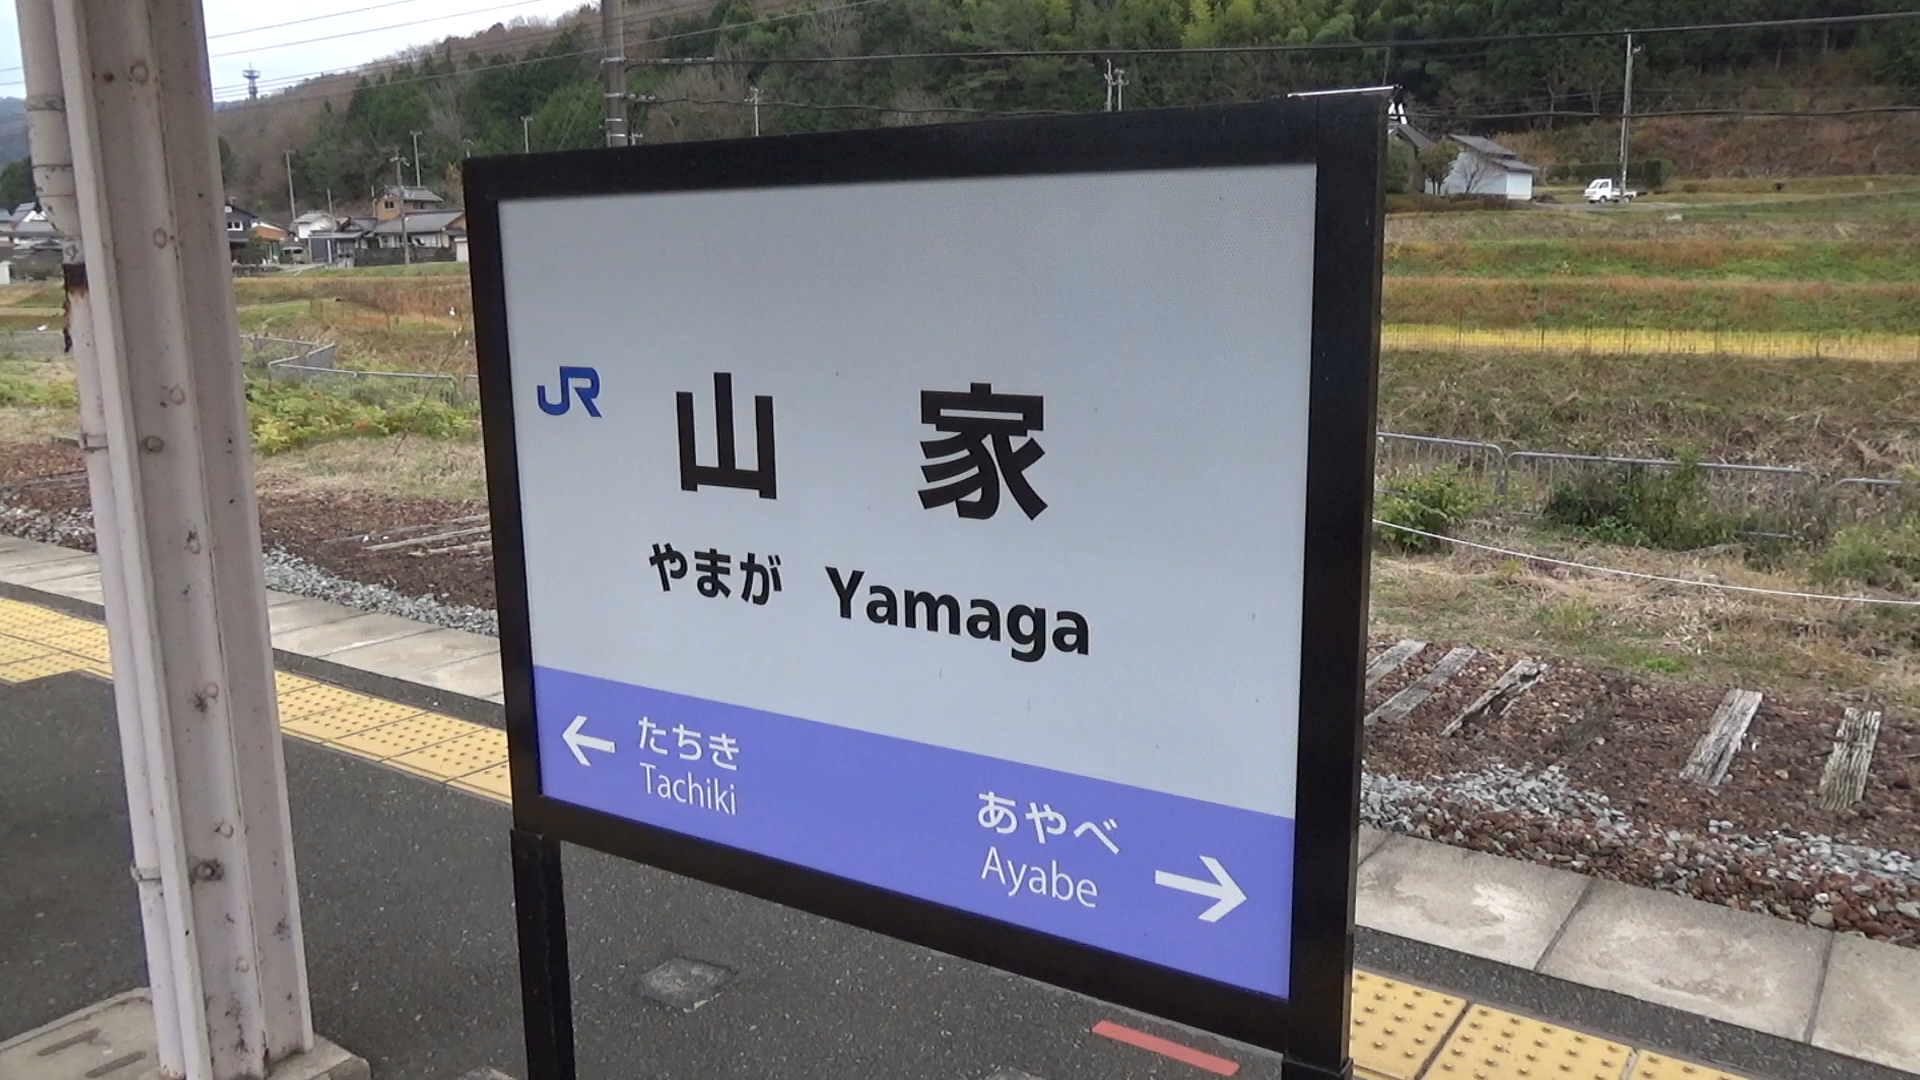 JR
山家
やまが Yamaga
← たちき
Tachiki
あやべ →
Ayabe